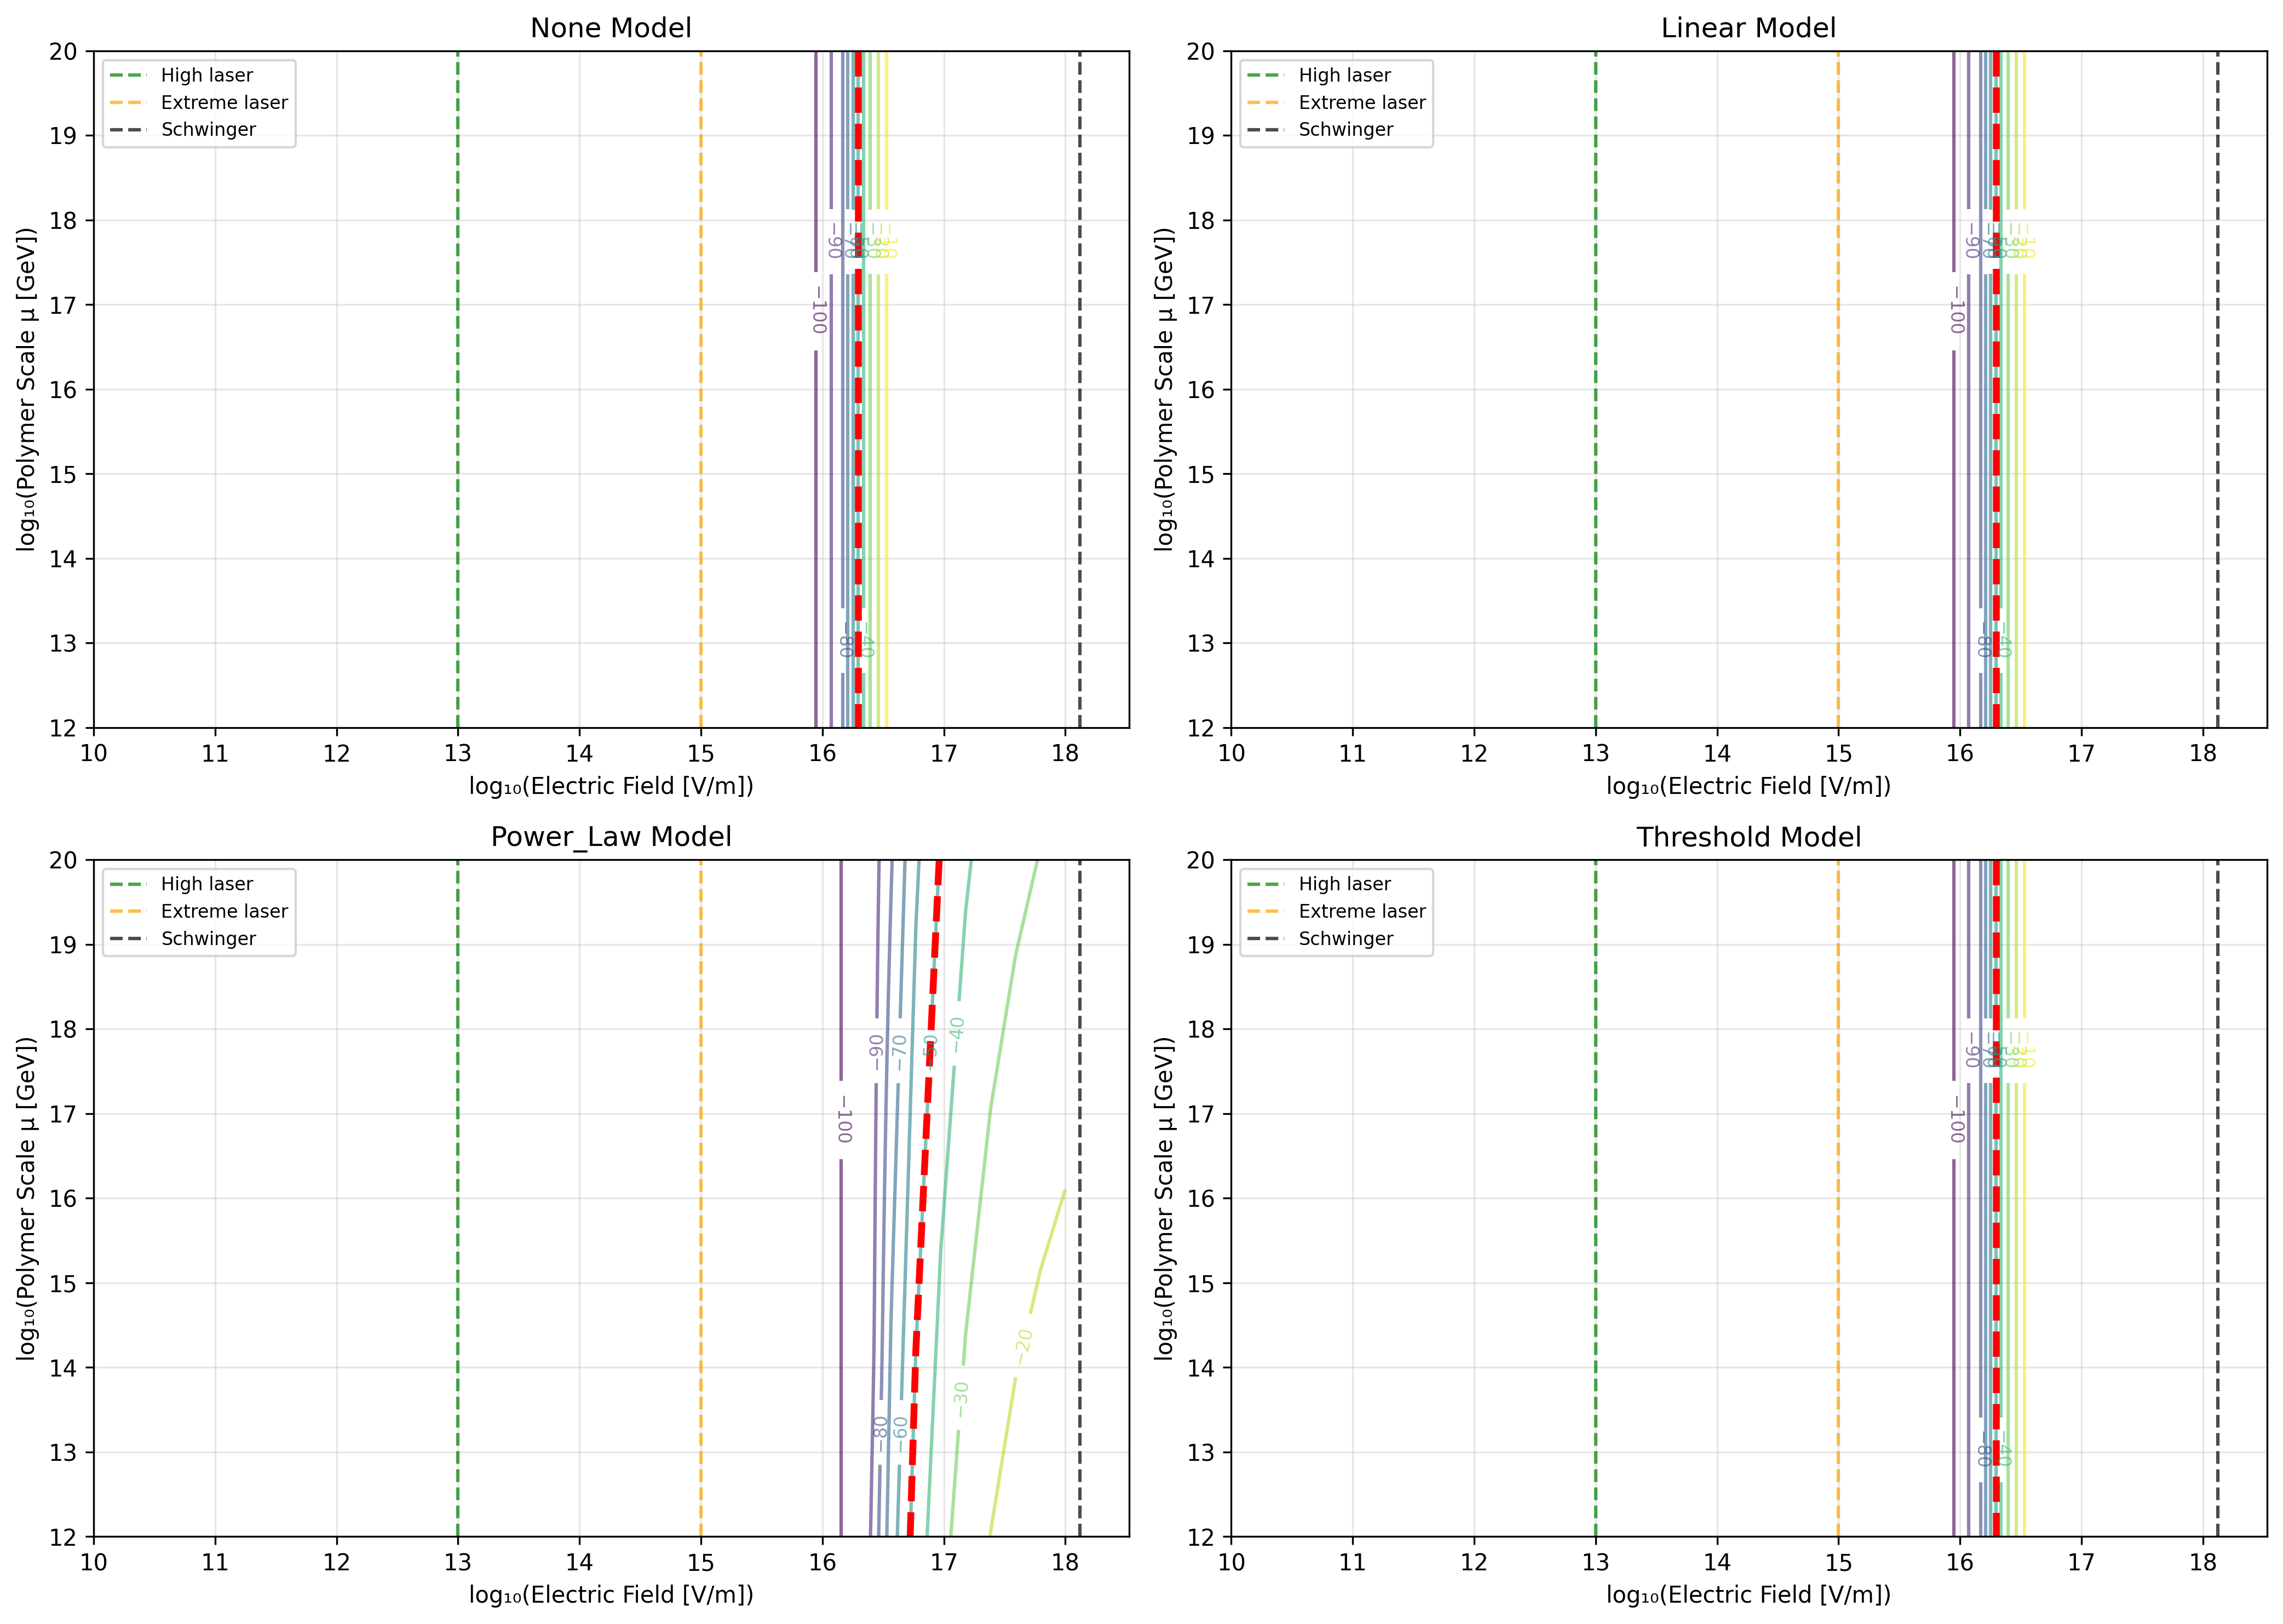 None Model
High laser
Extreme laser
Schwinger
20
19
18
17
16
15
14
13
12
−100
−90
−80
−40
−10
log₁₀(Polymer Scale μ [GeV])
10 11 12 13 14 15 16 17 18
log₁₀(Electric Field [V/m])
Linear Model
High laser
Extreme laser
Schwinger
20
19
18
17
16
15
14
13
12
−100
−90
−80
−40
−10
log₁₀(Polymer Scale μ [GeV])
10 11 12 13 14 15 16 17 18
log₁₀(Electric Field [V/m])
Power_Law Model
High laser
Extreme laser
Schwinger
20
19
18
17
16
15
14
13
12
−100
−90
−80
−70
−60
−50
−40
−30
−20
log₁₀(Polymer Scale μ [GeV])
10 11 12 13 14 15 16 17 18
log₁₀(Electric Field [V/m])
Threshold Model
High laser
Extreme laser
Schwinger
20
19
18
17
16
15
14
13
12
−100
−90
−80
−40
−10
log₁₀(Polymer Scale μ [GeV])
10 11 12 13 14 15 16 17 18
log₁₀(Electric Field [V/m])